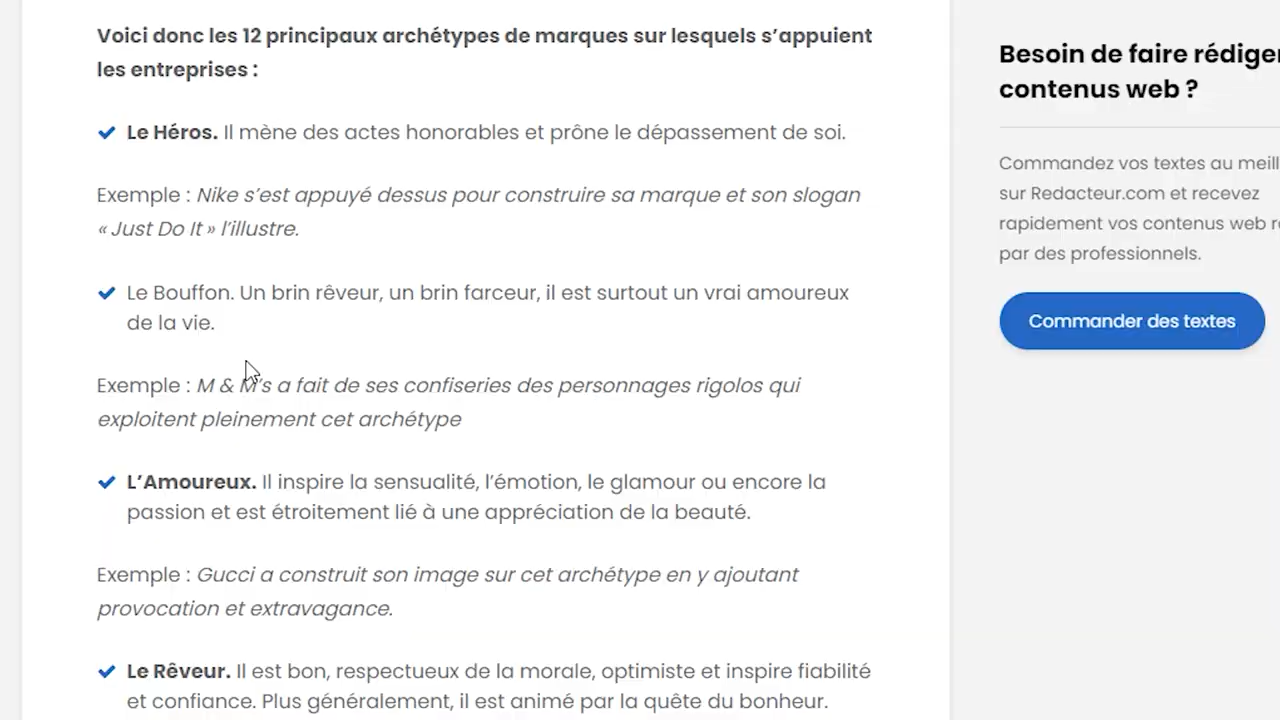 Voici donc les 12 principaux archétypes de marques sur lesquels s’appuient
les entreprises :
Le Héros. Il mène des actes honorables et prône le dépassement de soi.
Exemple : Nike s’est appuyé dessus pour construire sa marque et son slogan
« Just Do It » l’illustre.
Le Bouffon. Un brin rêveur, un brin farceur, il est surtout un vrai amoureux
de la vie.
Exemple : M & M’s a fait de ses confiseries des personnages rigolos qui
exploitent pleinement cet archétype
L’Amoureux. Il inspire la sensualité, l’émotion, le glamour ou encore la
passion et est étroitement lié à une appréciation de la beauté.
Exemple : Gucci a construit son image sur cet archétype en y ajoutant
provocation et extravagance.
Le Rêveur. Il est bon, respectueux de la morale, optimiste et inspire fiabilité
et confiance. Plus généralement, il est animé par la quête du bonheur.
Besoin de faire rédiger
contenus web ?
Commandez vos textes au
sur Redacteur.com et recevez
rapidement vos contenus web
par des professionnels.
Commander des textes